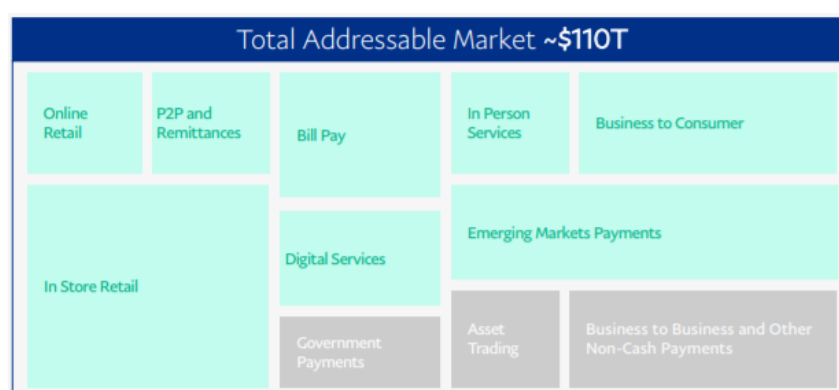 Total Addressable Market ~$110T
Online
Retail
P2P and
Remittances
Bill Pay
In Person
Services
Business to Consumer
In Store Retail
Digital Services
Emerging Markets Payments
Government
Payments
Asset
Trading
Business to Business and Other
Non-Cash Payments